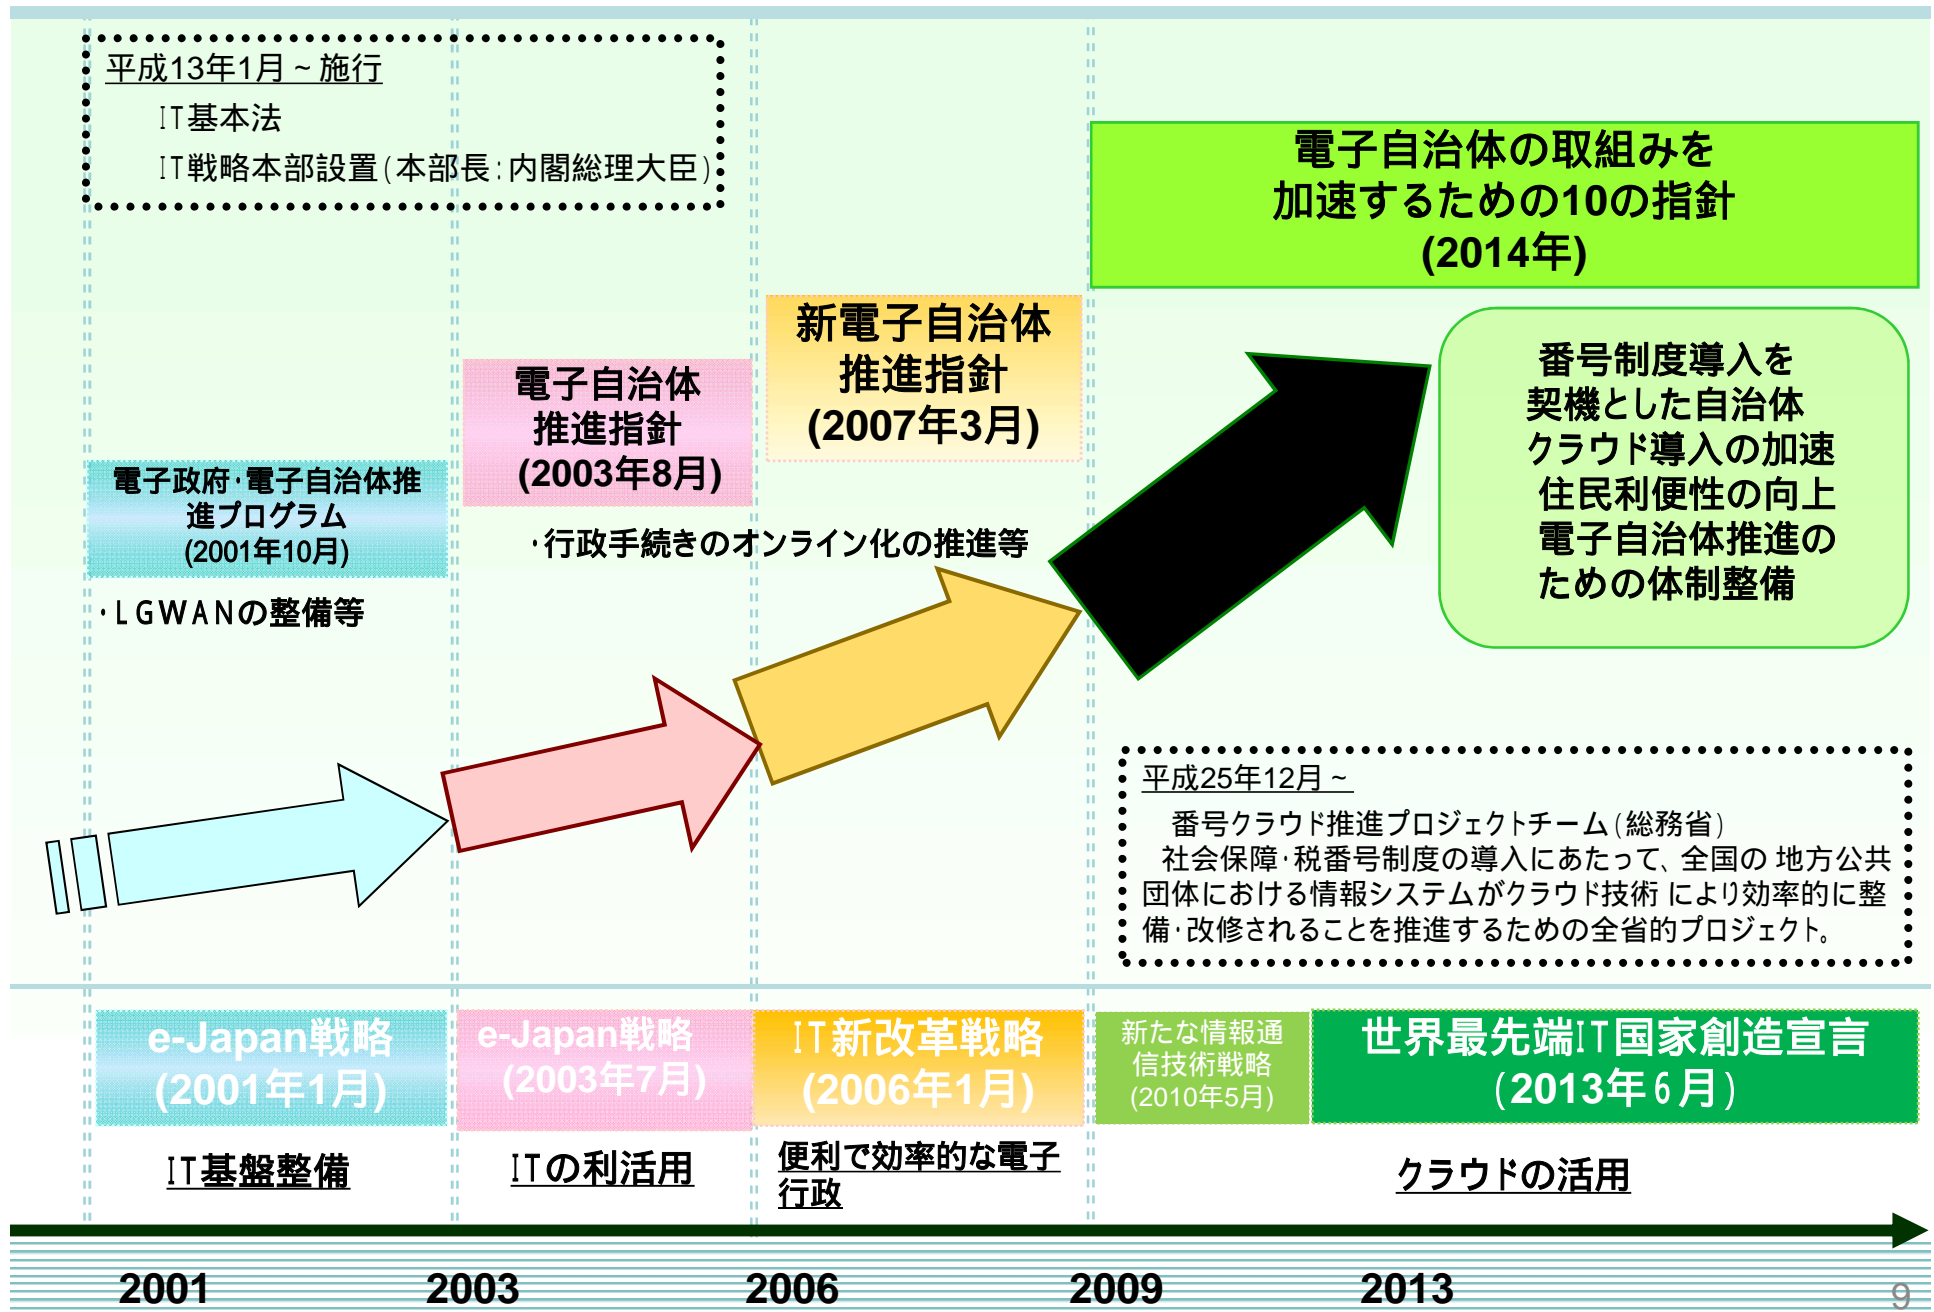 平成13年1月~施行
IT基本法
IT戦略本部設置(本部長:内閣総理大臣)
電子自治体の取組みを
加速するための10の指針
(2014年)
新電子自治体
推進指針
(2007年3月)
電子自治体
推進指針
(2003年8月)
電子政府・電子自治体推
進プログラム
(2001年10月)
番号制度導入を
契機とした自治体
クラウド導入の加速
住民利便性の向上
電子自治体推進の
ための体制整備
・行政手続きのオンライン化の推進等
・LGWANの整備等
平成25年12月~
番号クラウド推進プロジェクトチーム(総務省)
社会保障・税番号制度の導入にあたって、全国の 地方公共
団体における情報システムがクラウド技術 により効率的に整
備・改修されることを推進するための全省的プロジェクト。
e-Japan戦略
(2001年1月)
e-Japan戦略
(2003年7月)
IT新改革戦略
(2006年1月)
新たな情報通
信技術戦略
(2010年5月)
世界最先端IT国家創造宣言
(2013年6月)
IT基盤整備
ITの利活用
便利で効率的な電子
行政
クラウドの活用
2001
2003
2006
2009
2013
9